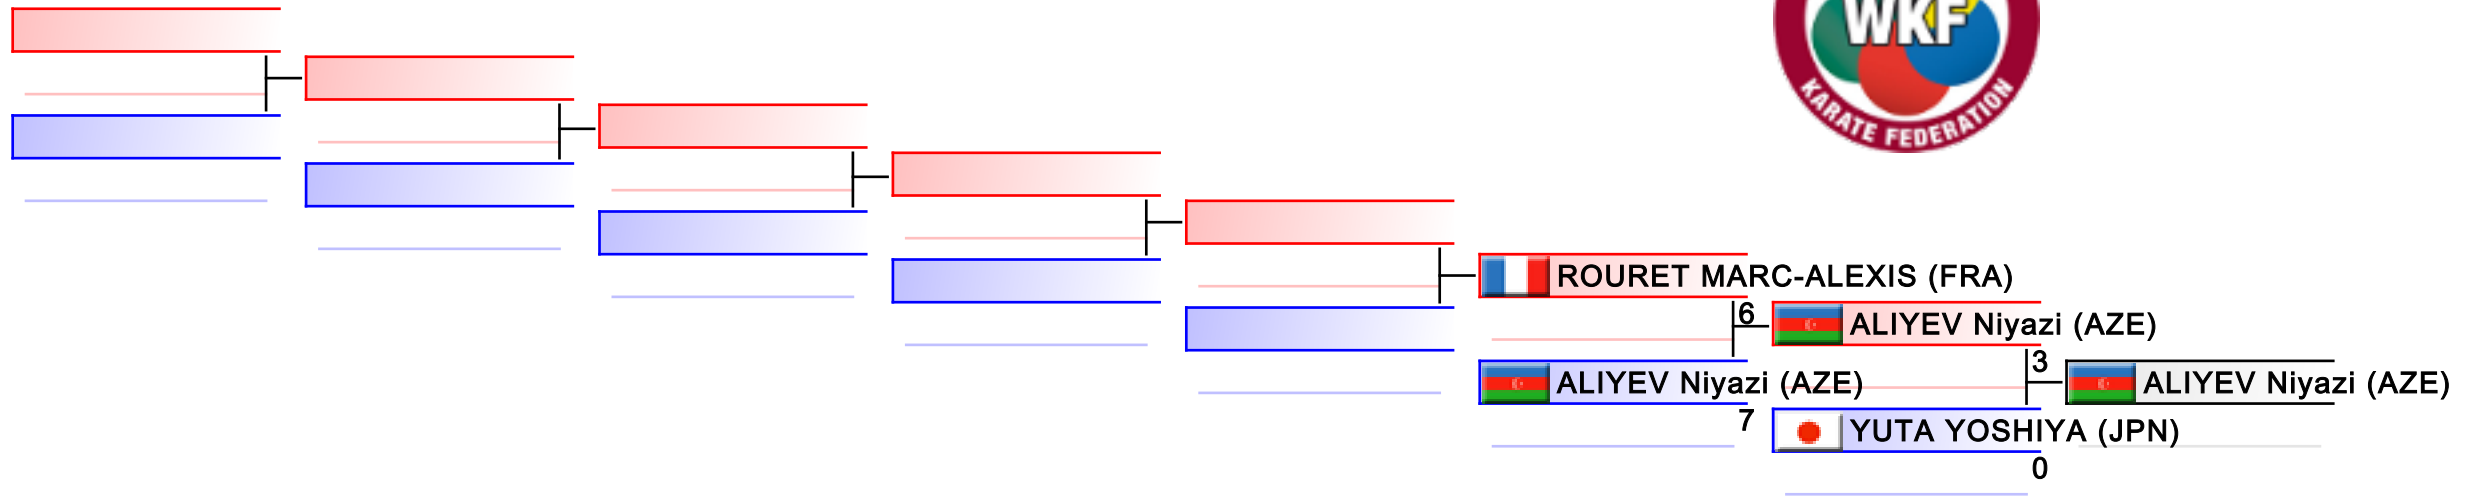 WKF
KARATE FEDERATION
ROURET MARC-ALEXIS (FRA)
6
ALIYEV Niyazi (AZE)
3
ALIYEV Niyazi (AZE)
ALIYEV Niyazi (AZE)
7
YUTA YOSHIYA (JPN)
0